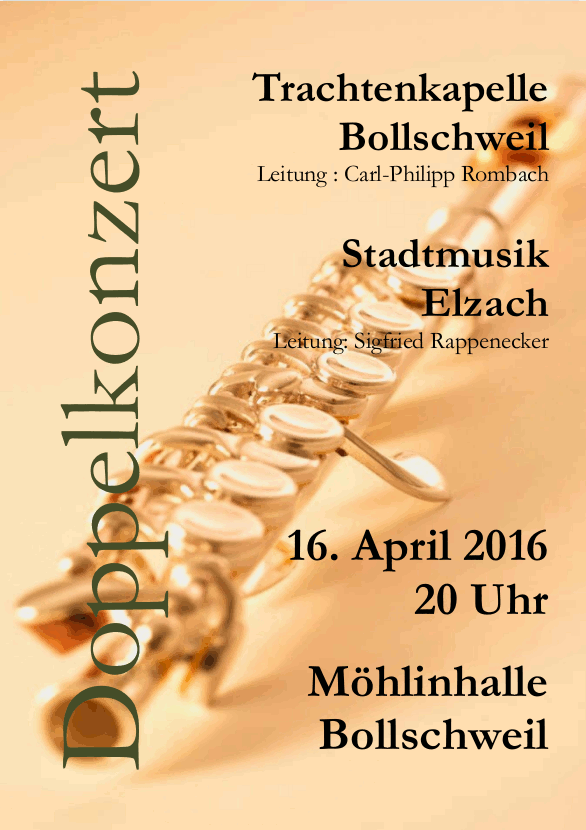 Doppelkonzert
Trachtenkapelle
Bollschweil
Leitung : Carl-Philipp Rombach
Stadtmusik
Elzach
Leitung: Sigfried Rappenecker
16. April 2016
20 Uhr
Möhlinhalle
Bollschweil